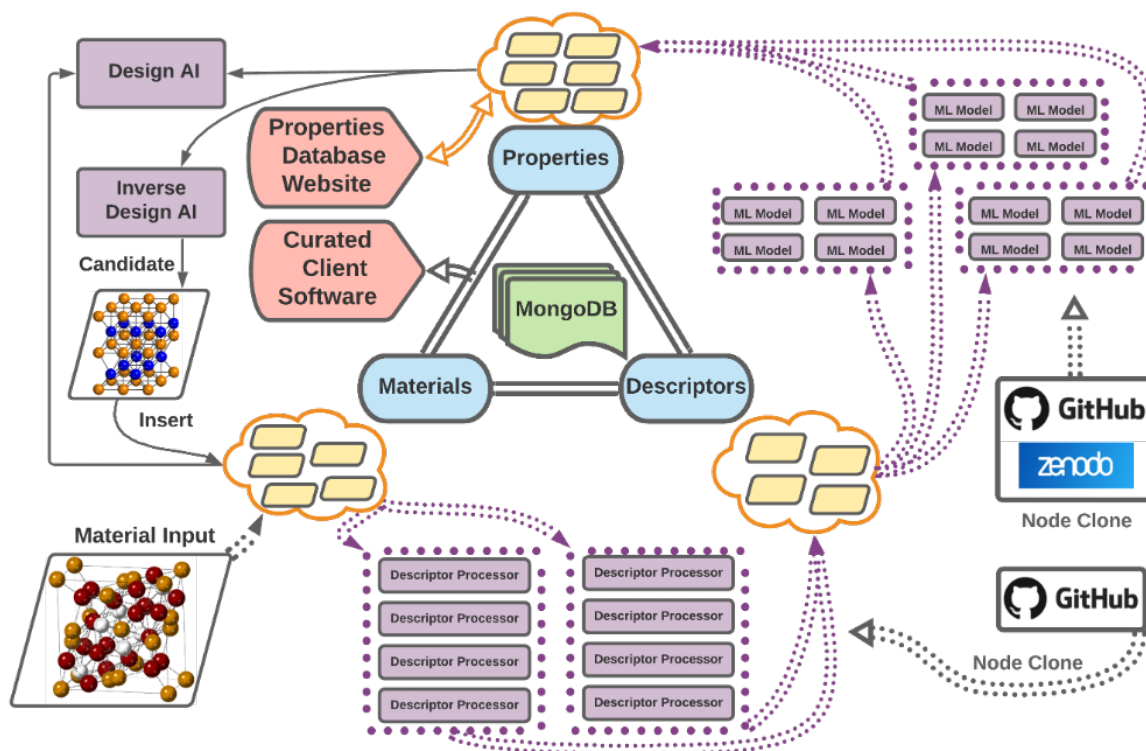 Design AI
Properties
Database
Website
Properties
ML Model
ML Model
ML Model
ML Model
Inverse
Design AI
ML Model
ML Model
ML Model
ML Model
ML Model
ML Model
ML Model
ML Model
Candidate
Curated
Client
Software
MongoDB
Materials
Descriptors
GitHub
zenodo
Node Clone
Insert
Material Input
Descriptor Processor
Descriptor Processor
Descriptor Processor
Descriptor Processor
Descriptor Processor
Descriptor Processor
Descriptor Processor
Descriptor Processor
GitHub
Node Clone